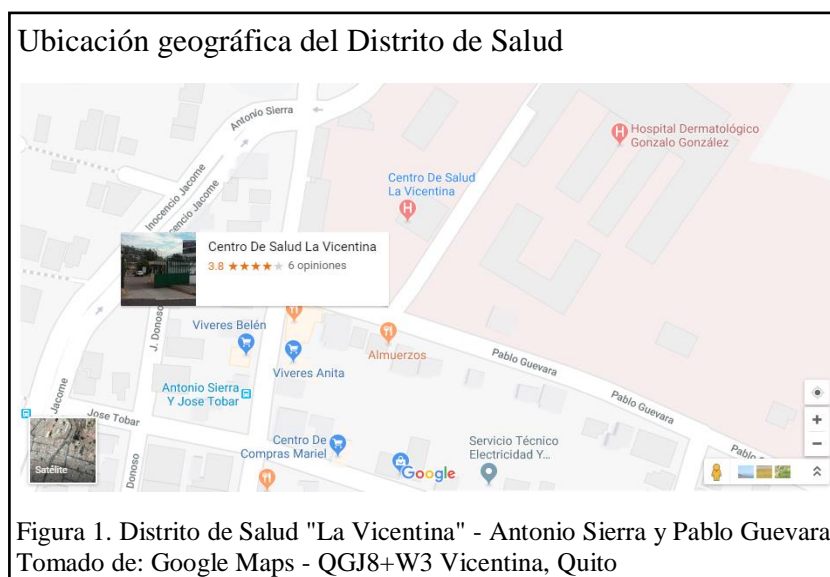 Ubicación geográfica del Distrito de Salud
Antonio Sierra
Hospital Dermatológico
Gonzalo González
Centro De Salud
La Vicentina
Inocencio Jacome
encio Jacome
Centro De Salud La Vicentina
3.8 ★★★★★ 6 opiniones
J. Donoso
Viveres Belén
Almuerzos
Viveres Anita
Pablo Guevara
Antonio Sierra
Y Jose Tobar
Jacome
Jose Tobar
Pablo Guevara
Centro De
Compras Mariel
Servicio Técnico
Electricidad Y...
Pablo
Satélite
Donoso
Google
Figura 1. Distrito de Salud "La Vicentina" - Antonio Sierra y Pablo Guevara
Tomado de: Google Maps - QGJ8+W3 Vicentina, Quito